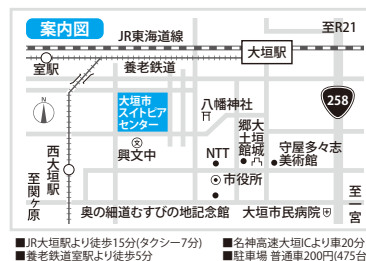 案内図
JR東海道線
至R21
大垣駅
室駅
養老鉄道
258
大垣市
スイトピア
センター
八幡神社
興文中
郷土館
大垣城
守屋多々志
美術館
NTT
西大垣駅
市役所
至関ヶ原
至一宮
奥の細道むすびの地記念館
大垣市民病院
■JR大垣駅より徒歩15分(タクシー7分)
■養老鉄道室駅より徒歩5分
■名神高速大垣ICより車20分
■駐車場 普通車200円(475台